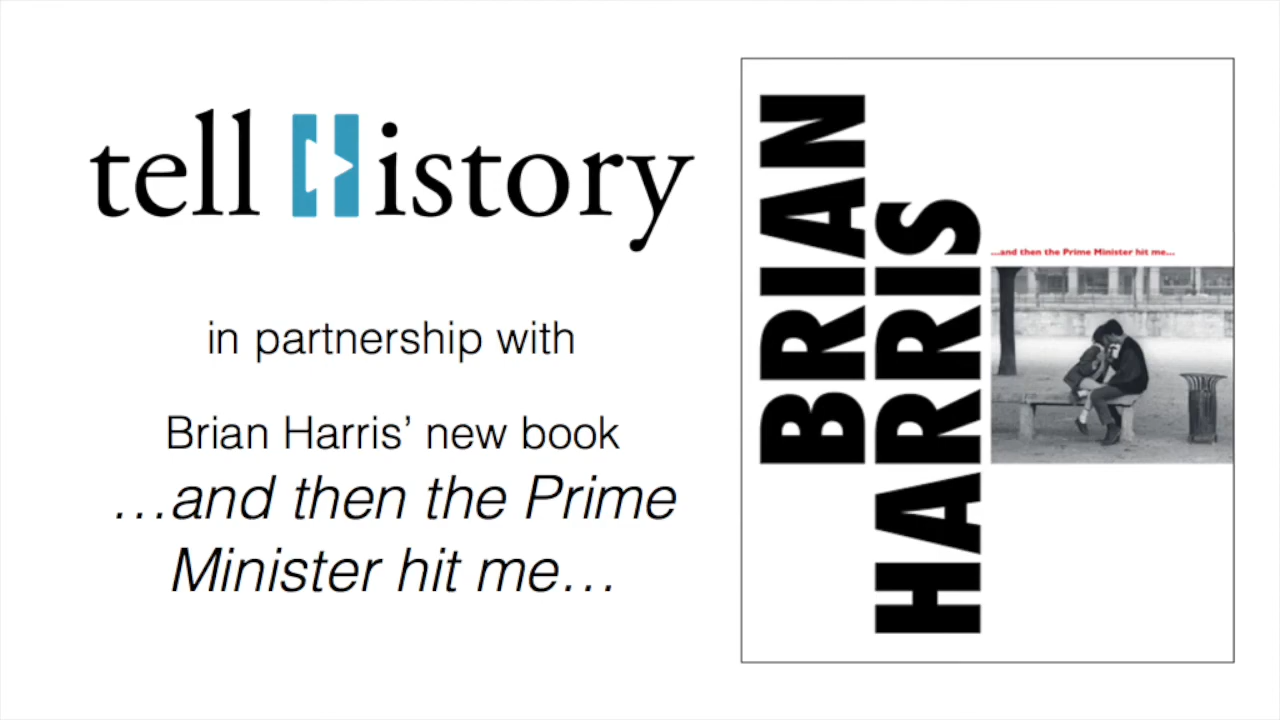 tell History
in partnership with
Brian Harris’ new book
…and then the Prime
Minister hit me…
BRIAN
HARRIS
...and then the Prime Minister hit me...